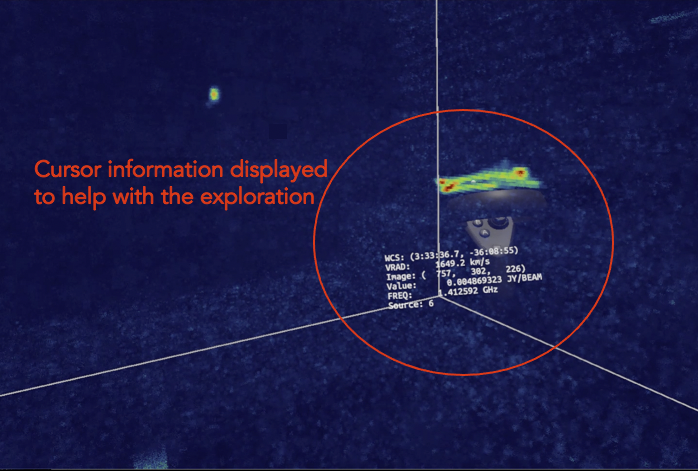 Cursor information displayed
to help with the exploration
WCS: (3:33:36.7, -36:08:55)
VRAD: 1649.2 km/s
Image: ( 757, 302, 226)
Value: 0.004869323 JY/BEAM
FREQ: 1.412592 GHz
Source: 6